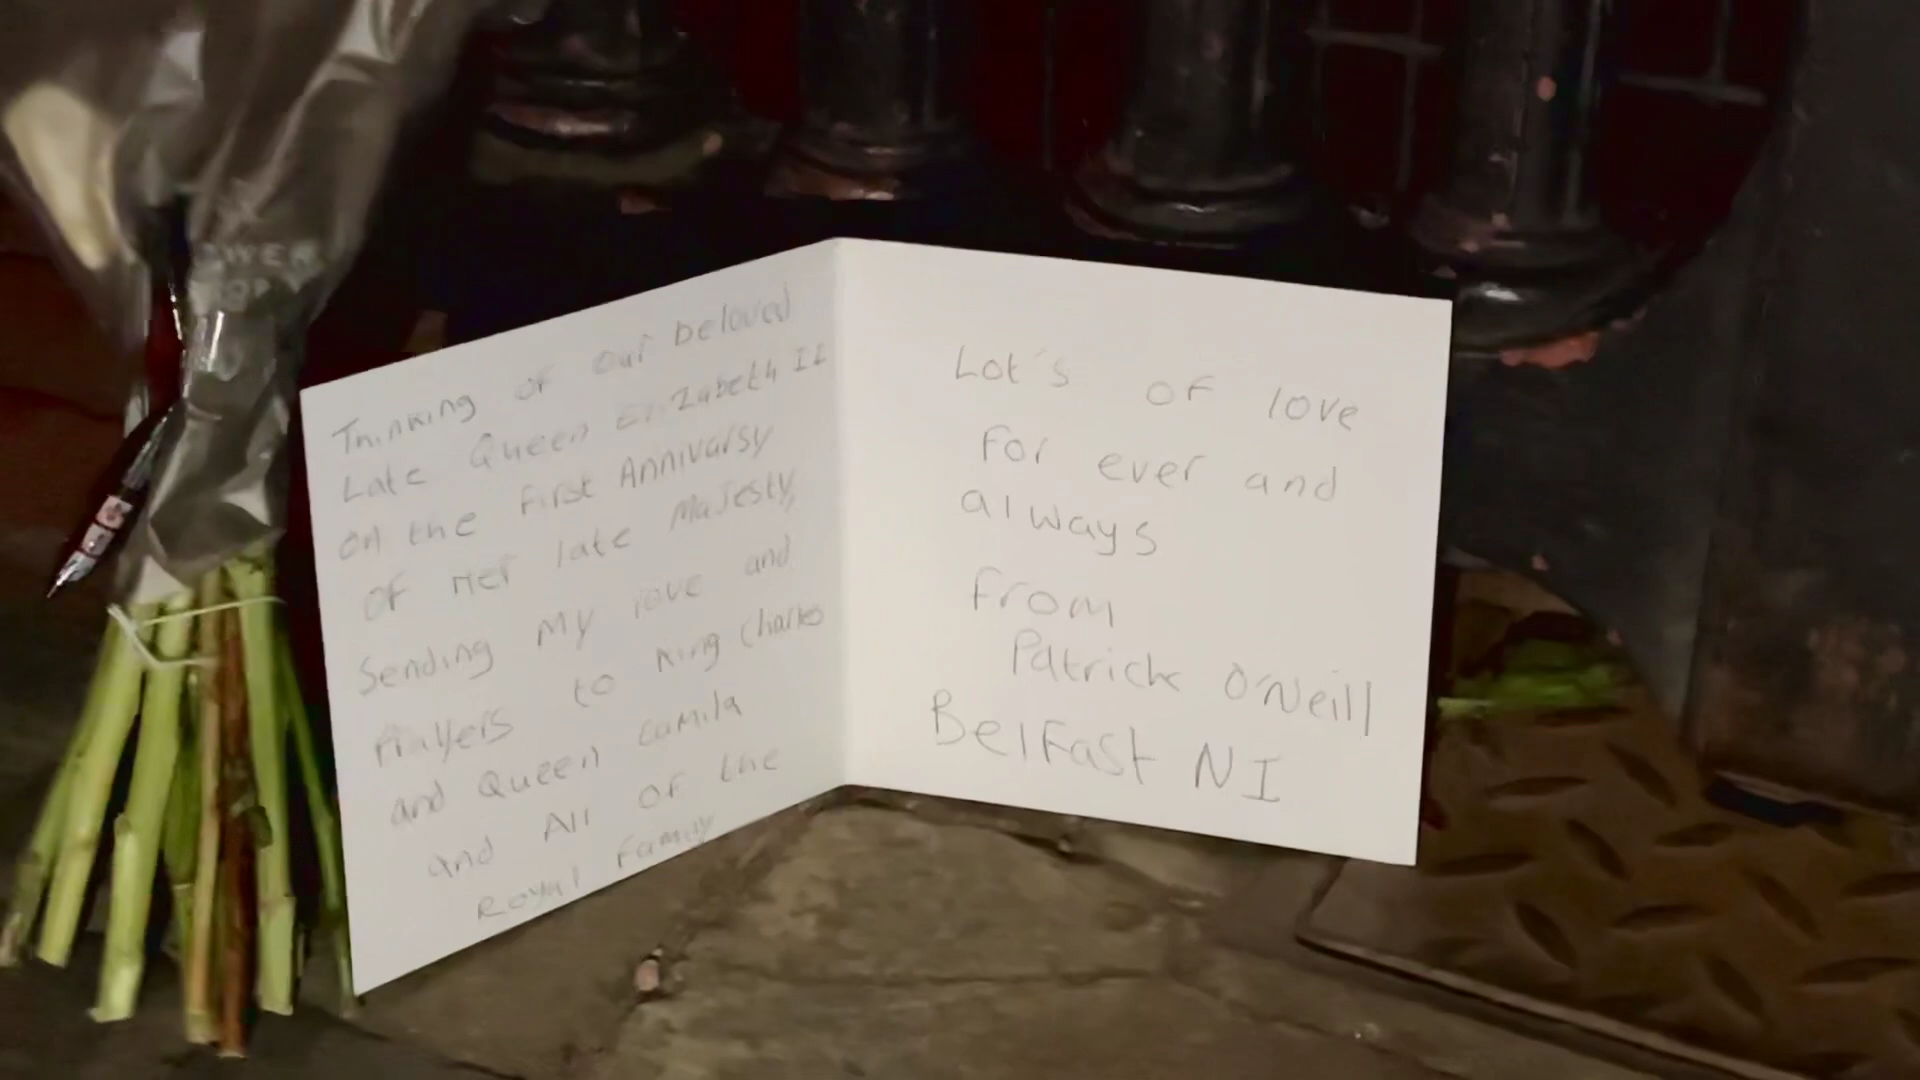 Thinking of our beloved
Late Queen Elizabeth II
on the First Annivarsy
of Her late Majesty,
Sending My love and
Prayers to King Charles
and Queen Camila
and All of the
Royal Family
Lot's of love
For ever and
always
From
Patrick O'Neill
Belfast NI